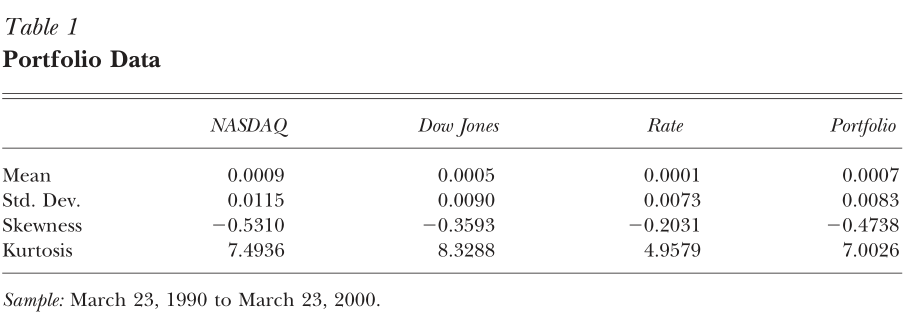 Table 1
Portfolio Data
NASDAQ Dow Jones Rate Portfolio
Mean 0.0009 0.0005 0.0001 0.0007
Std. Dev. 0.0115 0.0090 0.0073 0.0083
Skewness −0.5310 −0.3593 −0.2031 −0.4738
Kurtosis 7.4936 8.3288 4.9579 7.0026
Sample: March 23, 1990 to March 23, 2000.